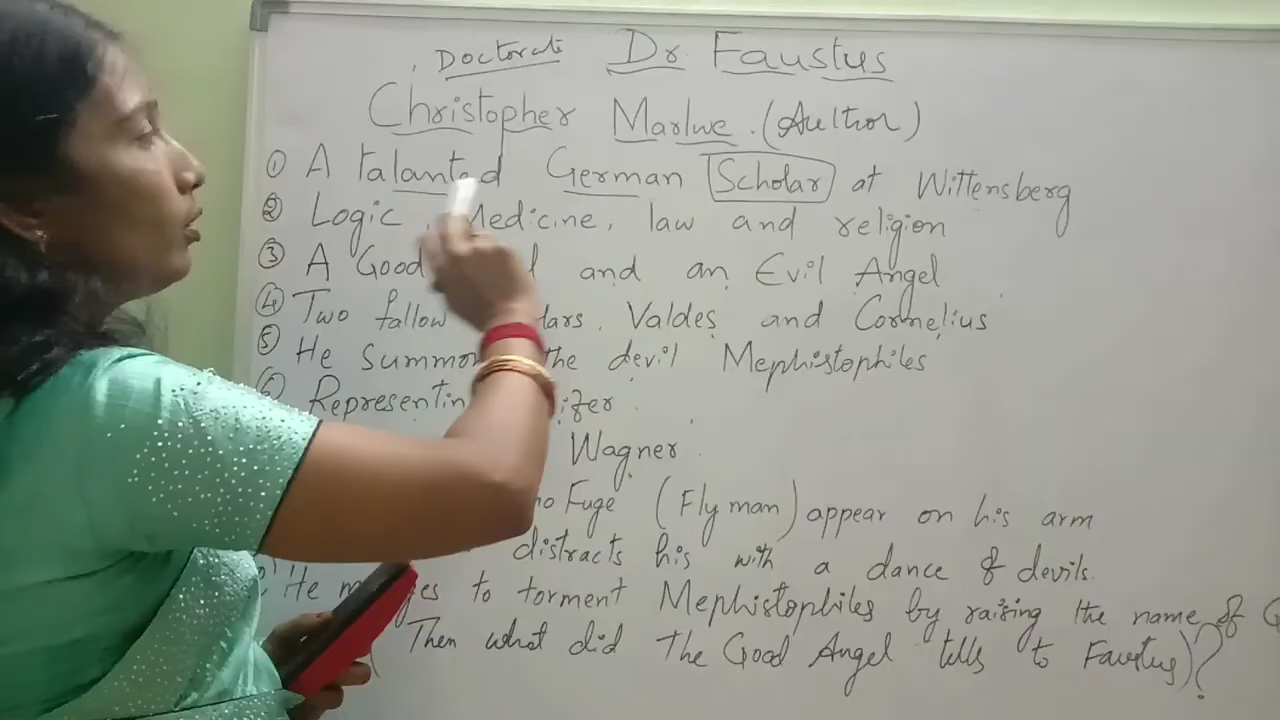 Doctorate Dr Faustus
Christopher Marlwe. (Author)
① A talanted German Scholar at Wittensberg
② Logic, Medicine, law and religion
③ A Good and an Evil Angel
④ Two fallow Valdes and Cornelius
⑤ He the devil Mephistophiles
⑥
Wagner.
Fuge (Fly man) appear on his arm
distracts his with a dance of devils.
He to torment Mephistophiles by raising the name of
(Then what did the Good Angel tells to Faustus)?